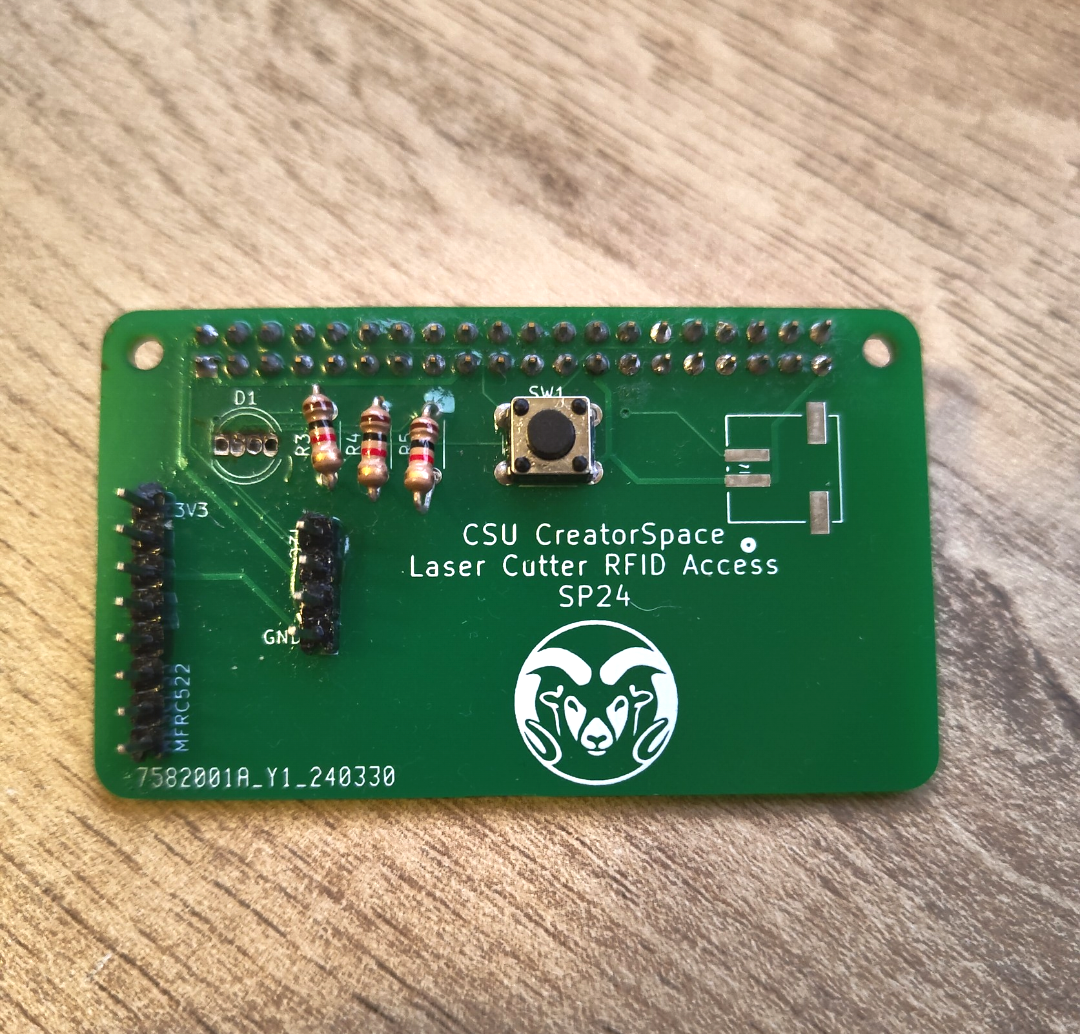 D1
SW1
R3
R4
R5
3V3
CSU CreatorSpace
Laser Cutter RFID Access
SP24
GND
MFRC522
7582001A_Y1_240330